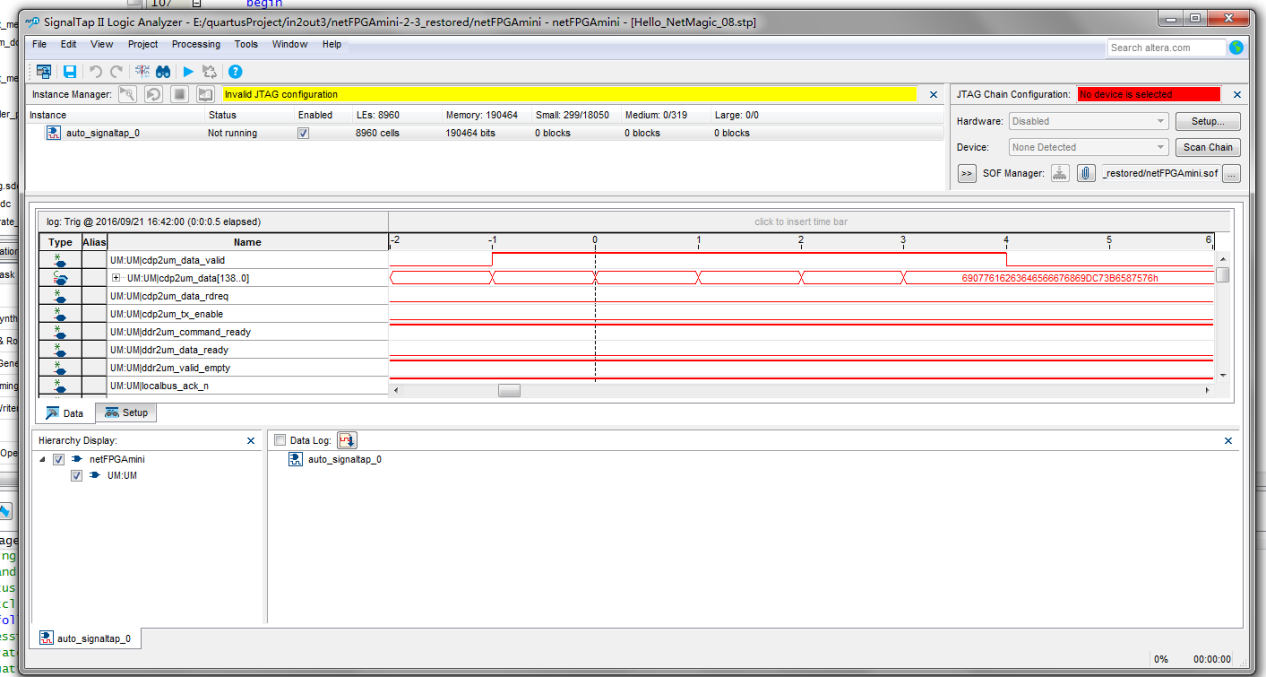 107 begin
SignalTap II Logic Analyzer - E:/quartusProject/in2out3/netFPGAmini-2-3_restored/netFPGAmini - netFPGAmini - [Hello_NetMagic_08.stp]
File Edit View Project Processing Tools Window Help
Search altera.com
Instance Manager: Invalid JTAG configuration
Instance Status Enabled LEs: 8960 Memory: 190464 Small: 299/18050 Medium: 0/319 Large: 0/0
auto_signaltap_0 Not running 8960 cells 190464 bits 0 blocks 0 blocks 0 blocks
JTAG Chain Configuration: No device is selected
Hardware: Disabled Setup...
Device: None Detected Scan Chain
>> SOF Manager: _restored/netFPGAmini.sof ...
log: Trig @ 2016/09/21 16:42:00 (0:0:0.5 elapsed) click to insert time bar
Type Alias Name -2 -1 0 1 2 3 4 5 6
UM:UM|cdp2um_data_valid
UM:UM|cdp2um_data[138..0] 69077616263646566676869DC73B6587576h
UM:UM|cdp2um_data_rdreq
UM:UM|cdp2um_tx_enable
UM:UM|ddr2um_command_ready
UM:UM|ddr2um_data_ready
UM:UM|ddr2um_valid_empty
UM:UM|localbus_ack_n
Data Setup
Hierarchy Display:
netFPGAmini
UM:UM
Data Log:
auto_signaltap_0
auto_signaltap_0
0% 00:00:00